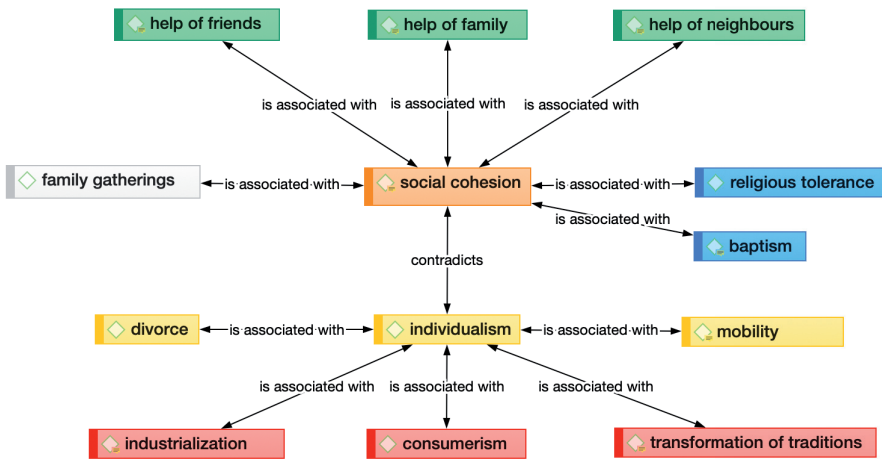 help of friends
help of family
help of neighbours
is associated with
is associated with
is associated with
family gatherings
is associated with
social cohesion
is associated with
religious tolerance
is associated with
baptism
contradicts
divorce
is associated with
individualism
is associated with
mobility
is associated with
is associated with
is associated with
industrialization
consumerism
transformation of traditions